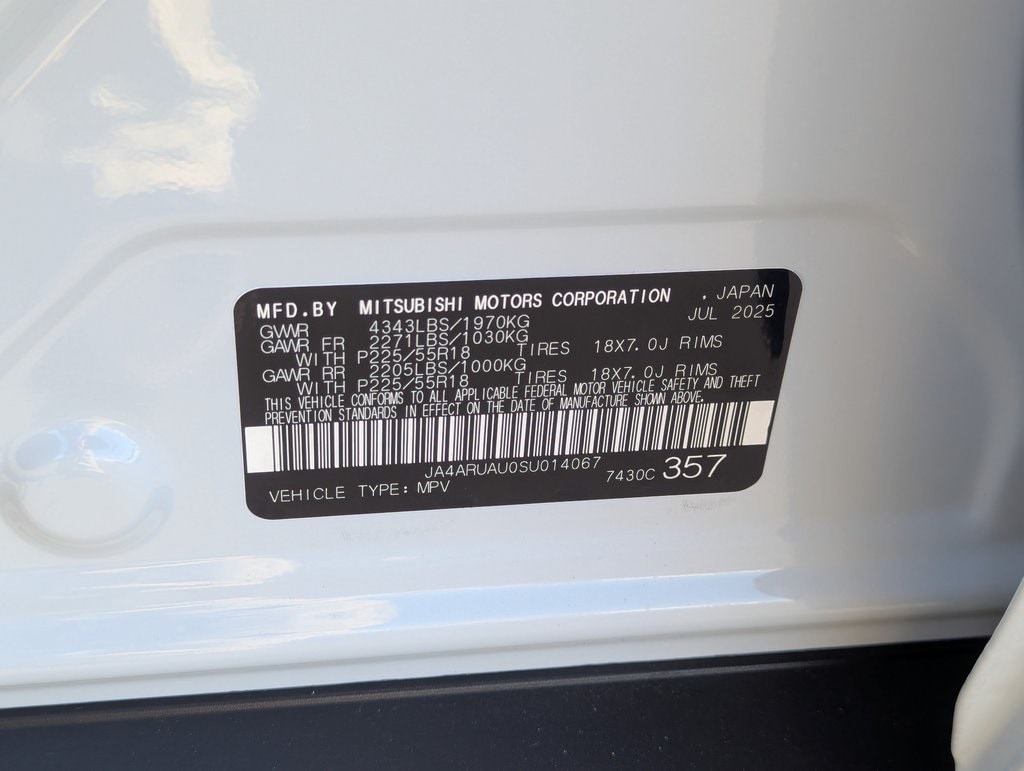 MFD.BY MITSUBISHI MOTORS CORPORATION . JAPAN
JUL 2025
GVWR 4343LBS/1970KG
GAWR FR 2271LBS/1030KG
WITH P225/55R18 TIRES 18X7.0J RIMS
GAWR RR 2205LBS/1000KG
WITH P225/55R18 TIRES 18X7.0J RIMS
THIS VEHICLE CONFORMS TO ALL APPLICABLE FEDERAL MOTOR VEHICLE SAFETY AND THEFT
PREVENTION STANDARDS IN EFFECT ON THE DATE OF MANUFACTURE SHOWN ABOVE.
JA4ARUAU0SU014067
VEHICLE TYPE: MPV 7430C 357